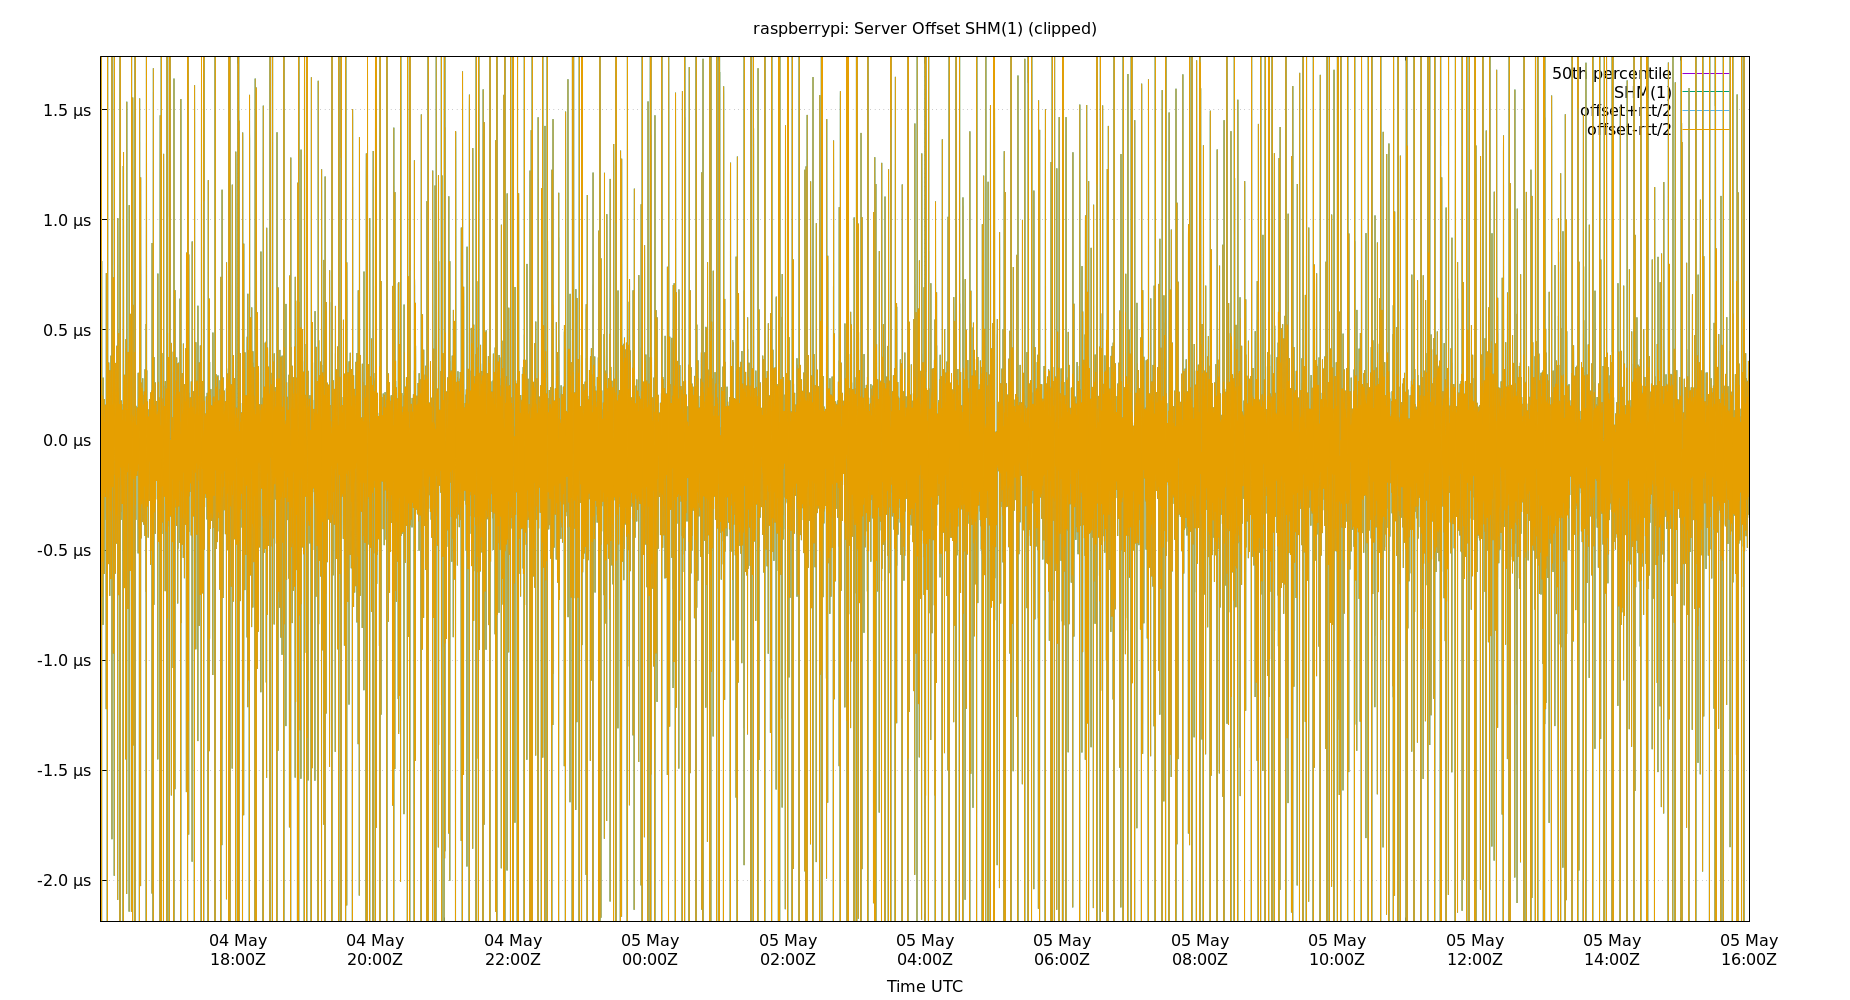 raspberrypi: Server Offset SHM(1) (clipped)
50th percentile
SHM(1)
offset+rtt/2
offset-rtt/2
1.5 µs
1.0 µs
0.5 µs
0.0 µs
-0.5 µs
-1.0 µs
-1.5 µs
-2.0 µs
04 May 04 May 04 May 05 May 05 May 05 May 05 May 05 May 05 May 05 May 05 May 05 May
18:00Z 20:00Z 22:00Z 00:00Z 02:00Z 04:00Z 06:00Z 08:00Z 10:00Z 12:00Z 14:00Z 16:00Z
Time UTC